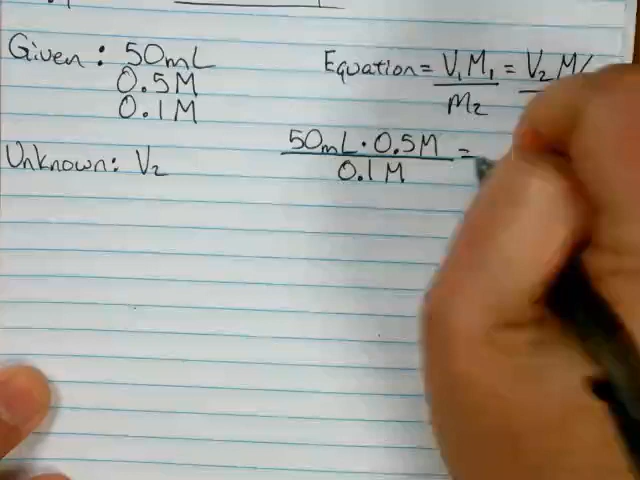 Given: 50mL
0.5M
0.1M
Equation = V₁M₁ = V₂M
M₂
Unknown: V₂
50mL · 0.5M =
0.1M